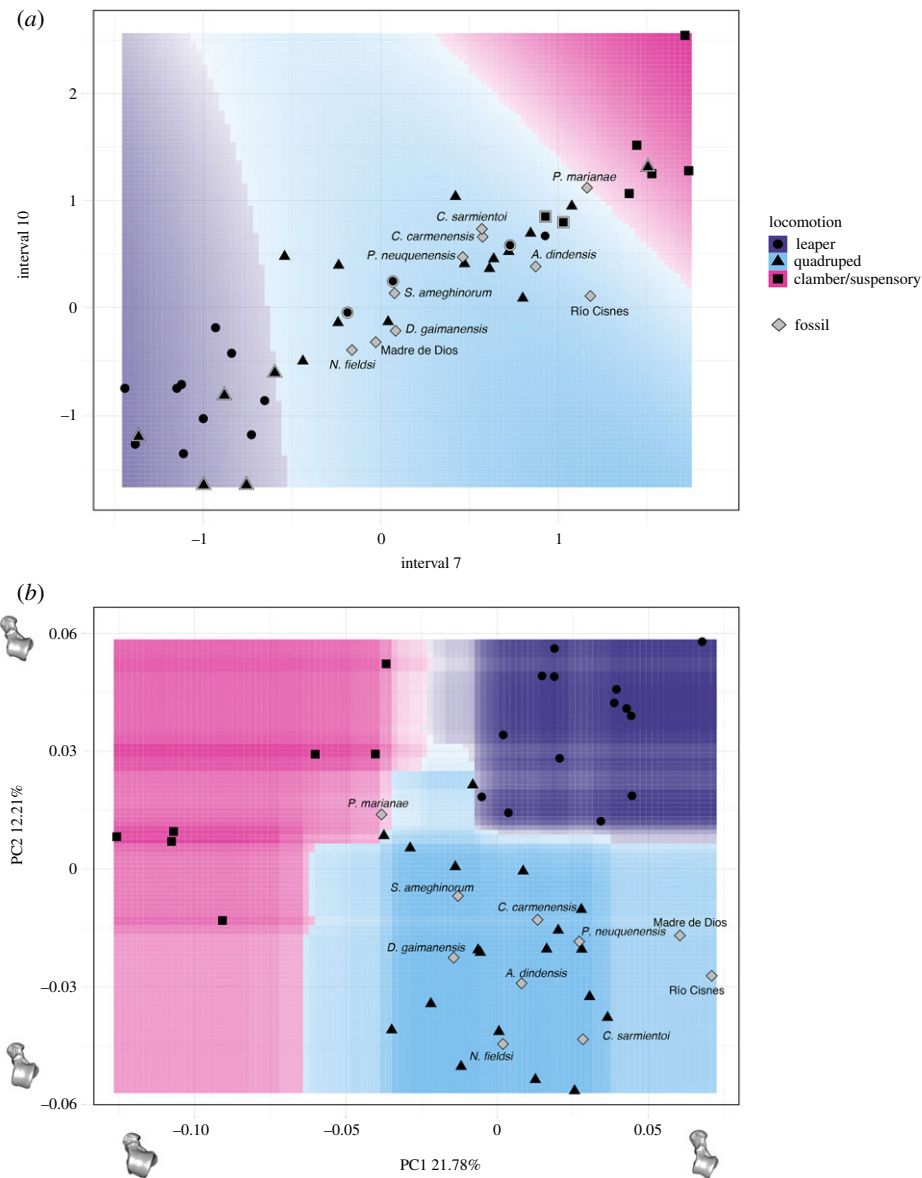 (a)
2
1
0
–1
interval 10
P. marianae
C. sarmientoi
C. carmenensis
P. neuquenensis
A. dindensis
S. ameghinorum
Río Cisnes
D. gaimanensis
Madre de Dios
N. fieldsi
–1
0
1
interval 7
locomotion
leaper
quadruped
clamber/suspensory
fossil
(b)
0.06
0.03
0
–0.03
–0.06
PC2 12.21%
P. marianae
S. ameghinorum
C. carmenensis
Madre de Dios
P. neuquenensis
D. gaimanensis
A. dindensis
Río Cisnes
C. sarmientoi
N. fieldsi
–0.10
–0.05
0
0.05
PC1 21.78%